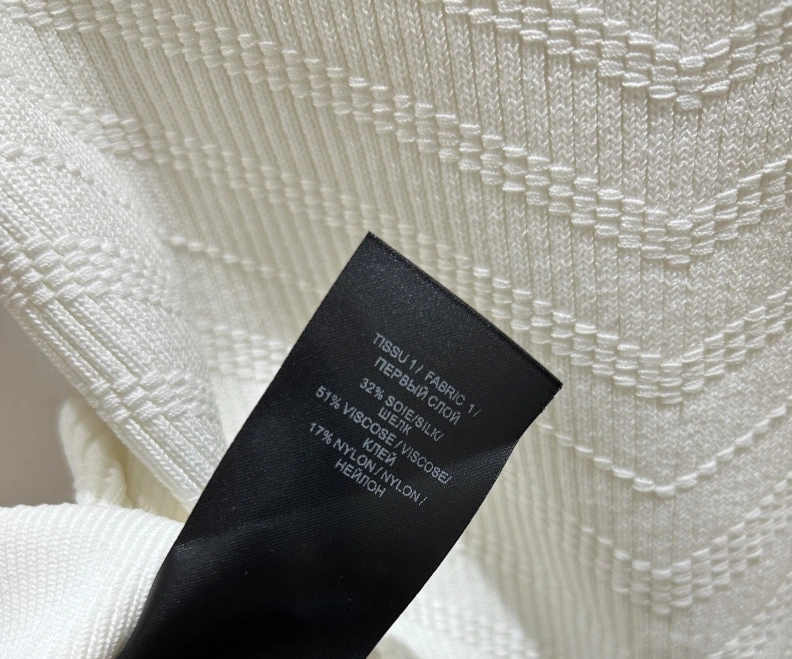 TISSU 1/ FABRIC 1/
ПЕРВЫЙ СЛОЙ
32% SOIE/SILK/
ШЕЛК
51% VISCOSE /VISCOSE/
КЛЕЙ
17% NYLON / NYLON /
НЕЙЛОН